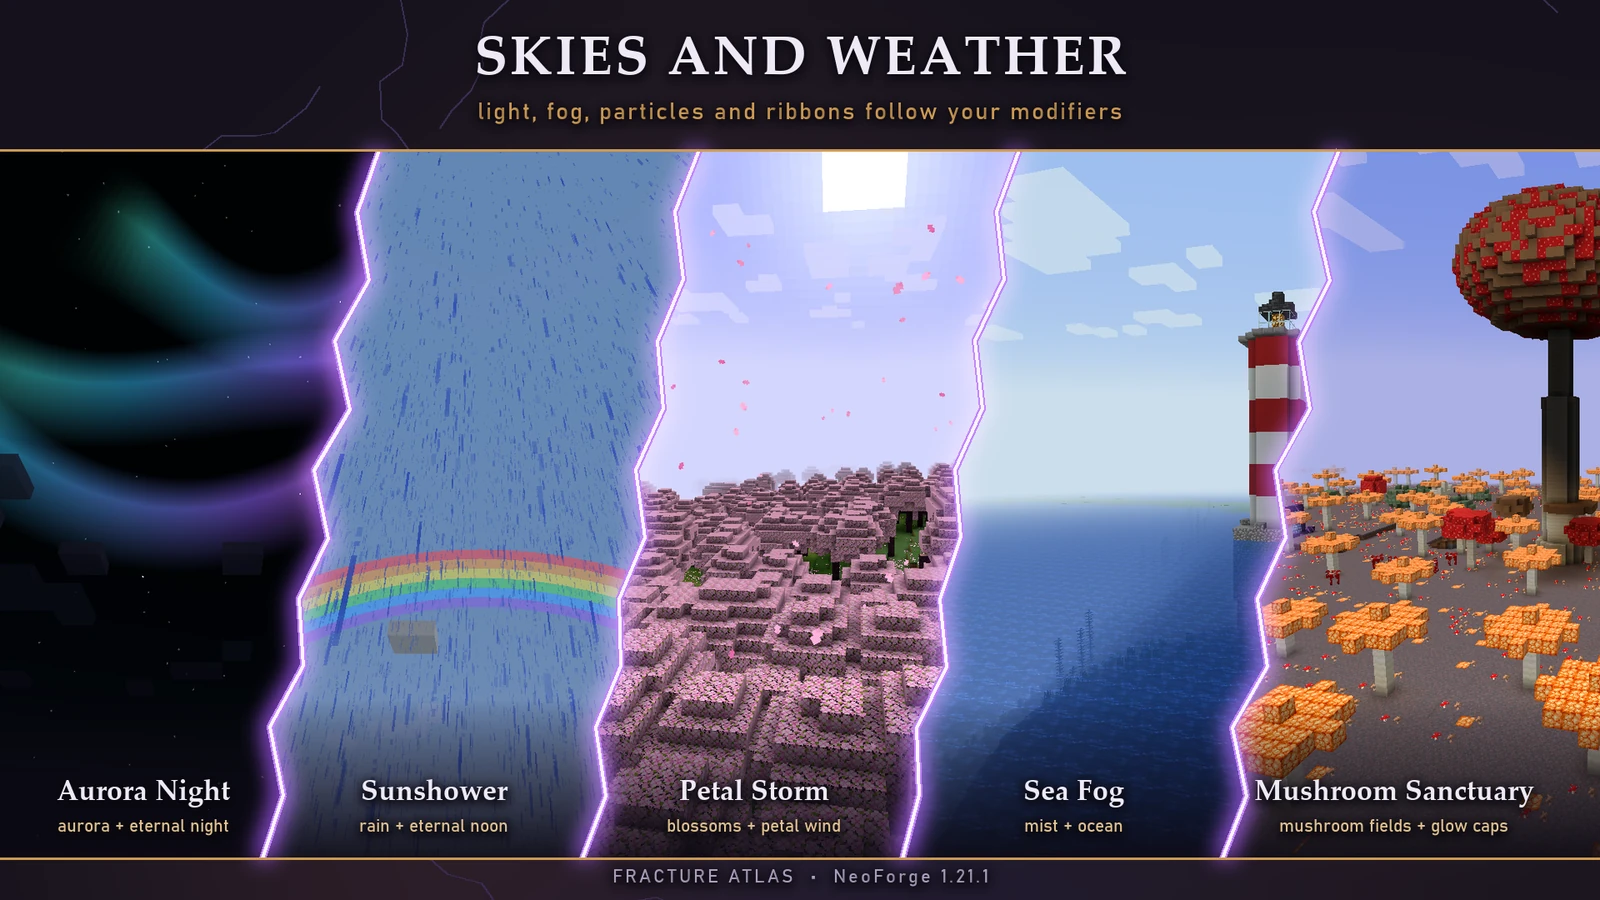 SKIES AND WEATHER
light, fog, particles and ribbons follow your modifiers
Aurora Night
aurora + eternal night
Sunshower
rain + eternal noon
Petal Storm
blossoms + petal wind
Sea Fog
mist + ocean
Mushroom Sanctuary
mushroom fields + glow caps
FRACTURE ATLAS • NeoForge 1.21.1